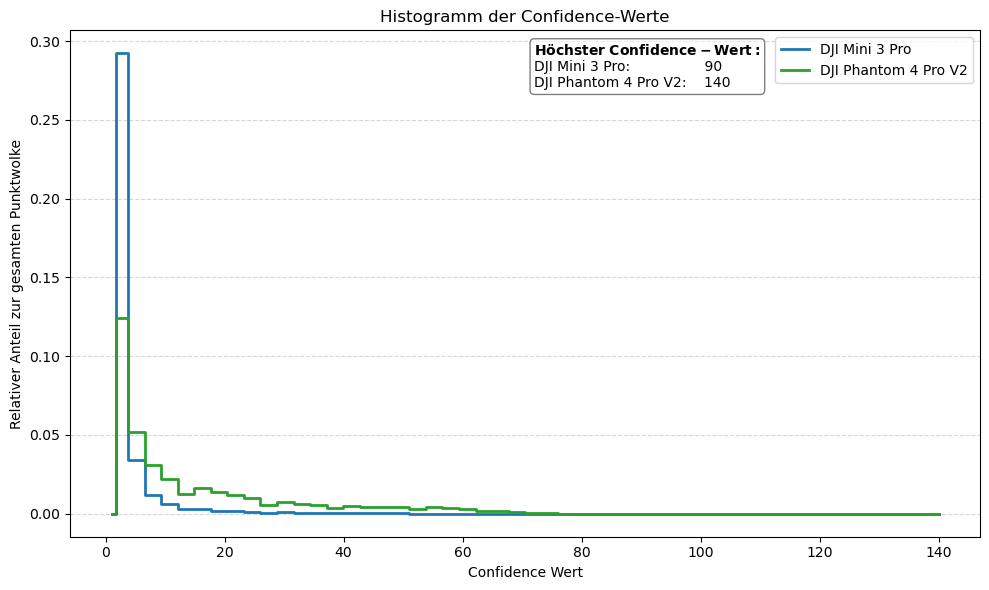 Histogramm der Confidence-Werte
Höchster Confidence − Wert :
DJI Mini 3 Pro: 90
DJI Phantom 4 Pro V2: 140
DJI Mini 3 Pro
DJI Phantom 4 Pro V2
Relativer Anteil zur gesamten Punktwolke
0.30
0.25
0.20
0.15
0.10
0.05
0.00
0 20 40 60 80 100 120 140
Confidence Wert